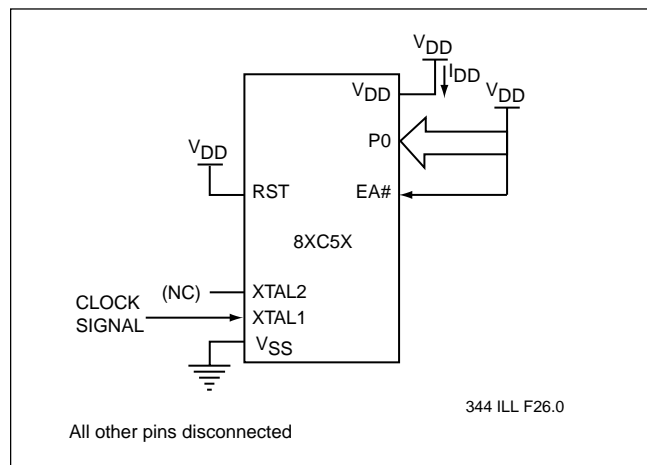 VDD
IDD
VDD
VDD
P0
VDD
RST
EA#
8XC5X
(NC)
XTAL2
CLOCK
SIGNAL
XTAL1
VSS
344 ILL F26.0
All other pins disconnected